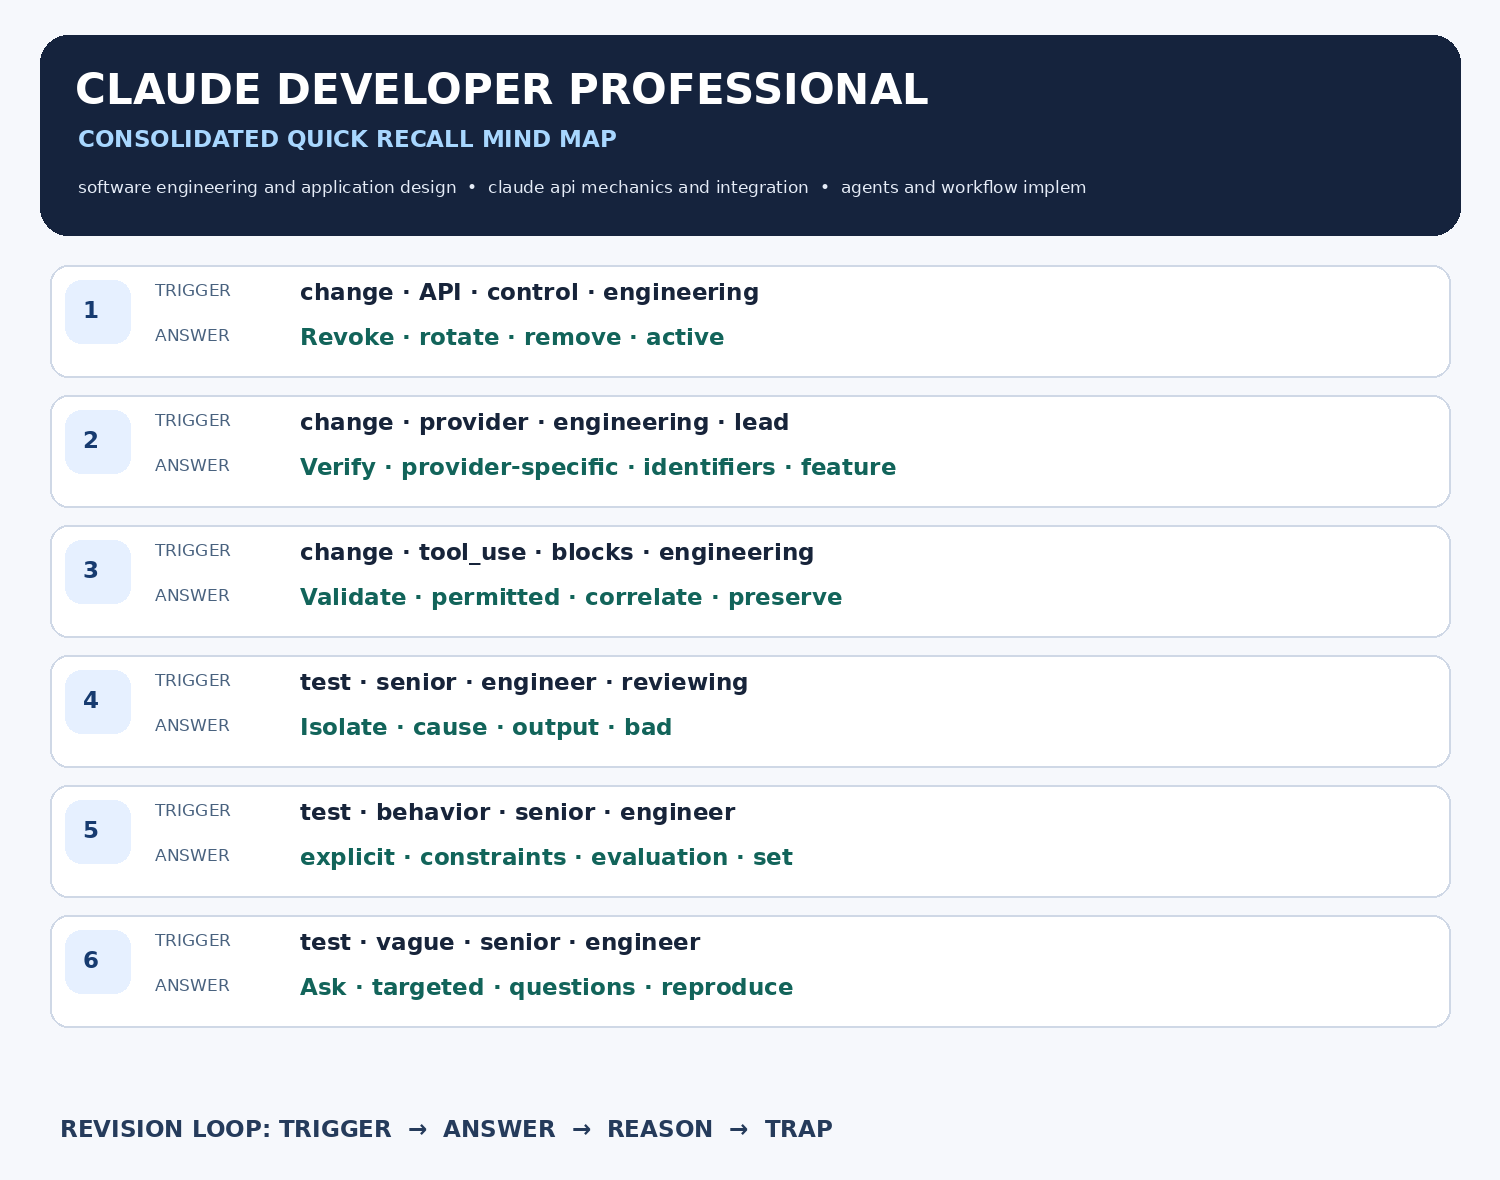 CLAUDE DEVELOPER PROFESSIONAL
CONSOLIDATED QUICK RECALL MIND MAP
software engineering and application design • claude api mechanics and integration • agents and workflow implem
1
TRIGGER change · API · control · engineering
ANSWER Revoke · rotate · remove · active
2
TRIGGER change · provider · engineering · lead
ANSWER Verify · provider-specific · identifiers · feature
3
TRIGGER change · tool_use · blocks · engineering
ANSWER Validate · permitted · correlate · preserve
4
TRIGGER test · senior · engineer · reviewing
ANSWER Isolate · cause · output · bad
5
TRIGGER test · behavior · senior · engineer
ANSWER explicit · constraints · evaluation · set
6
TRIGGER test · vague · senior · engineer
ANSWER Ask · targeted · questions · reproduce
REVISION LOOP: TRIGGER → ANSWER → REASON → TRAP